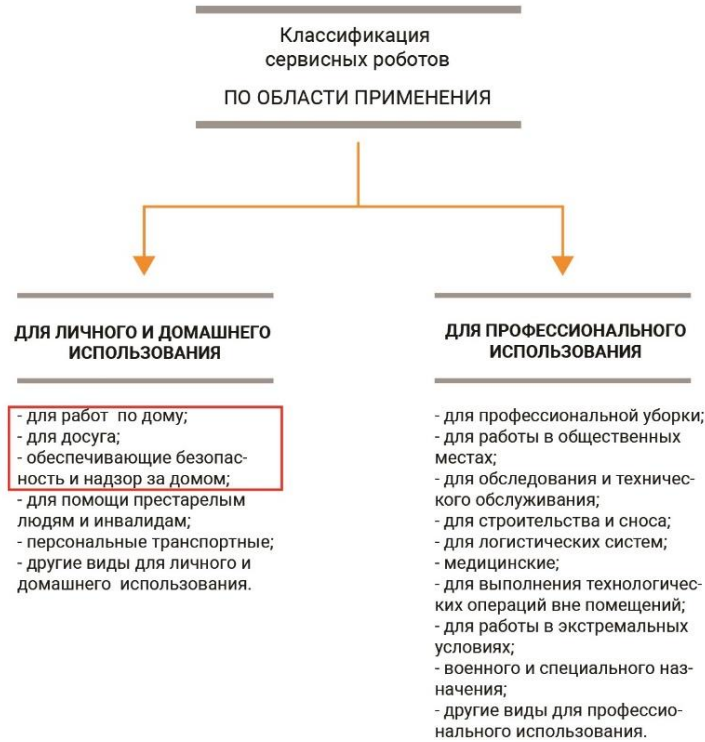 Классификация
сервисных роботов
ПО ОБЛАСТИ ПРИМЕНЕНИЯ
ДЛЯ ЛИЧНОГО И ДОМАШНЕГО
ИСПОЛЬЗОВАНИЯ
- для работ по дому;
- для досуга;
- обеспечивающие безопас-
ность и надзор за домом;
- для помощи престарелым
людям и инвалидам;
- персональные транспортные;
- другие виды для личного и
домашнего использования.
ДЛЯ ПРОФЕССИОНАЛЬНОГО
ИСПОЛЬЗОВАНИЯ
- для профессиональной уборки;
- для работы в общественных
местах;
- для обследования и техничес-
кого обслуживания;
- для строительства и сноса;
- для логистических систем;
- медицинские;
- для выполнения технологичес-
ких операций вне помещений;
- для работы в экстремальных
условиях;
- военного и специального наз-
начения;
- другие виды для профессио-
нального использования.